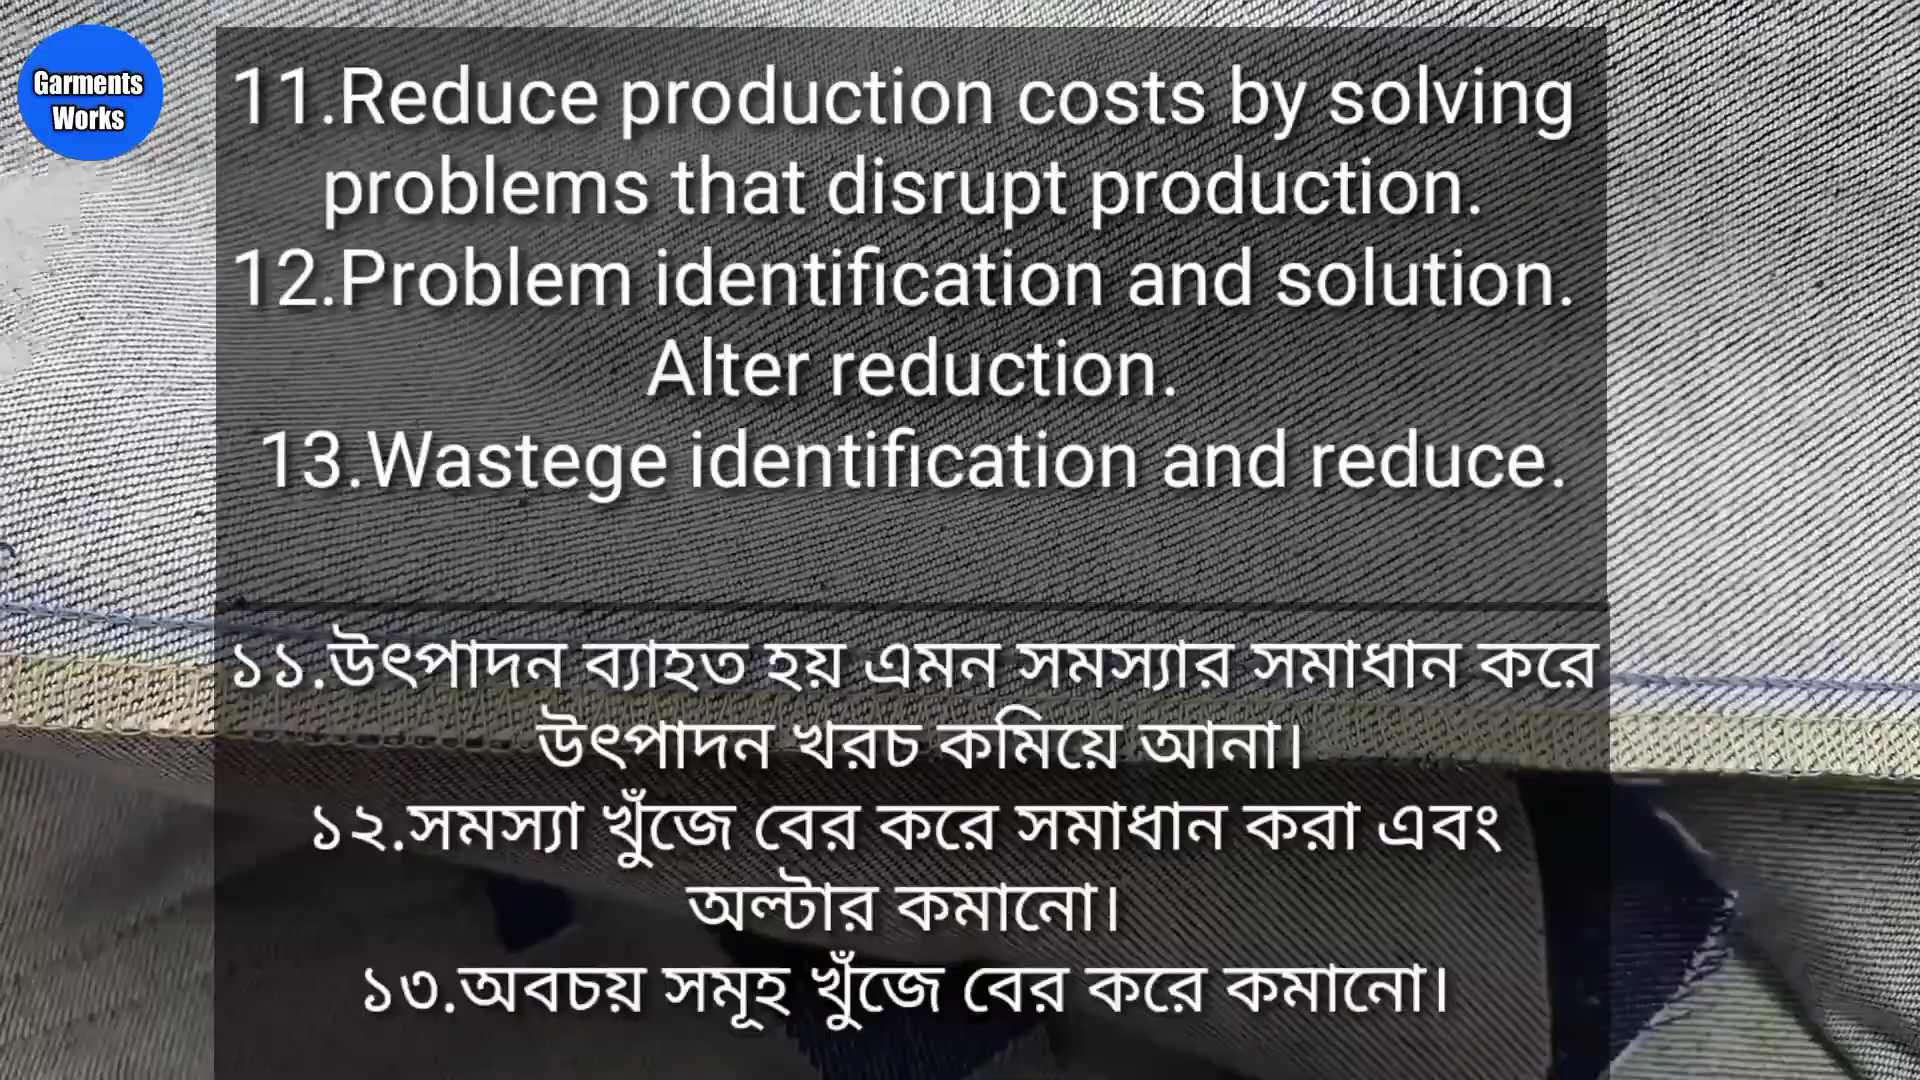 Garments
Works
11.Reduce production costs by solving
problems that disrupt production.
12.Problem identification and solution.
Alter reduction.
13.Wastege identification and reduce.
১১.উৎপাদন ব্যাহত হয় এমন সমস্যার সমাধান করে
উৎপাদন খরচ কমিয়ে আনা।
১২.সমস্যা খুঁজে বের করে সমাধান করা এবং
অল্টার কমানো।
১৩.অবচয় সমূহ খুঁজে বের করে কমানো।